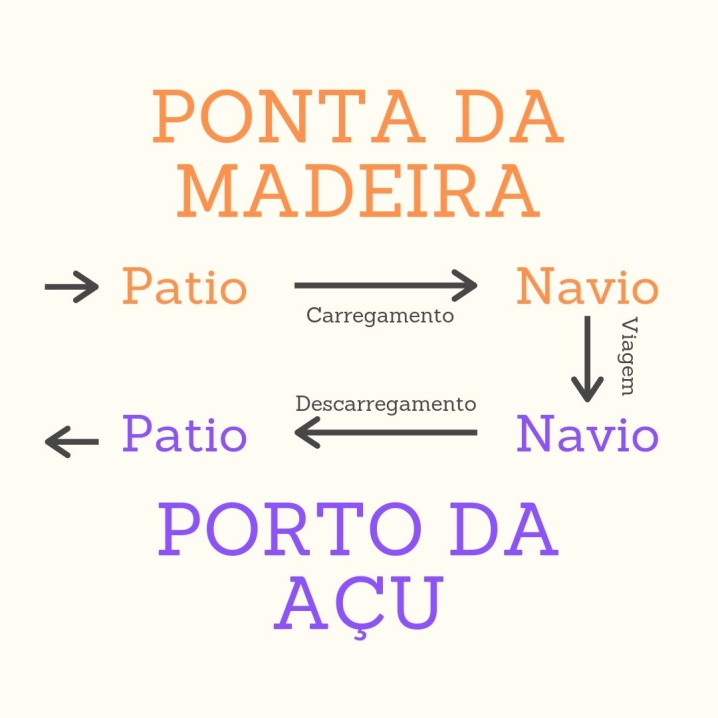 PONTA DA
MADEIRA
Patio
Carregamento
Navio
Viagem
Descarregamento
Patio
Navio
PORTO DA
AÇU